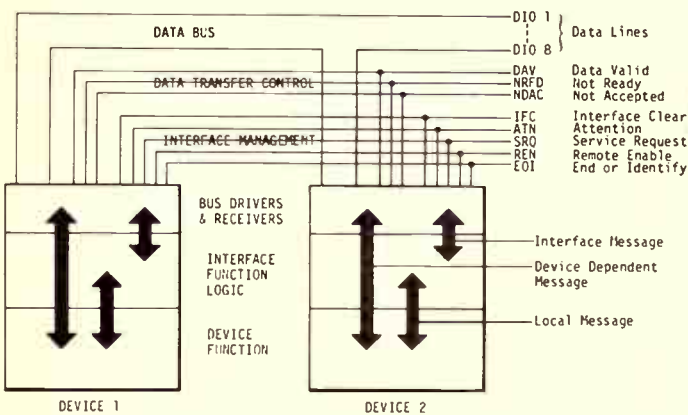 DATA BUS
DATA TRANSFER CONTROL
INTERFACE MANAGEMENT
DIO 1
DIO 8
Data Lines
DAV Data Valid
NRFD Not Ready
NDAC Not Accepted
IFC Interface Clear
ATN Attention
SRQ Service Request
REN Remote Enable
EOI End or Identify
BUS DRIVERS
& RECEIVERS
INTERFACE
FUNCTION
LOGIC
DEVICE
FUNCTION
Interface Message
Device Dependent
Message
Local Message
DEVICE 1
DEVICE 2